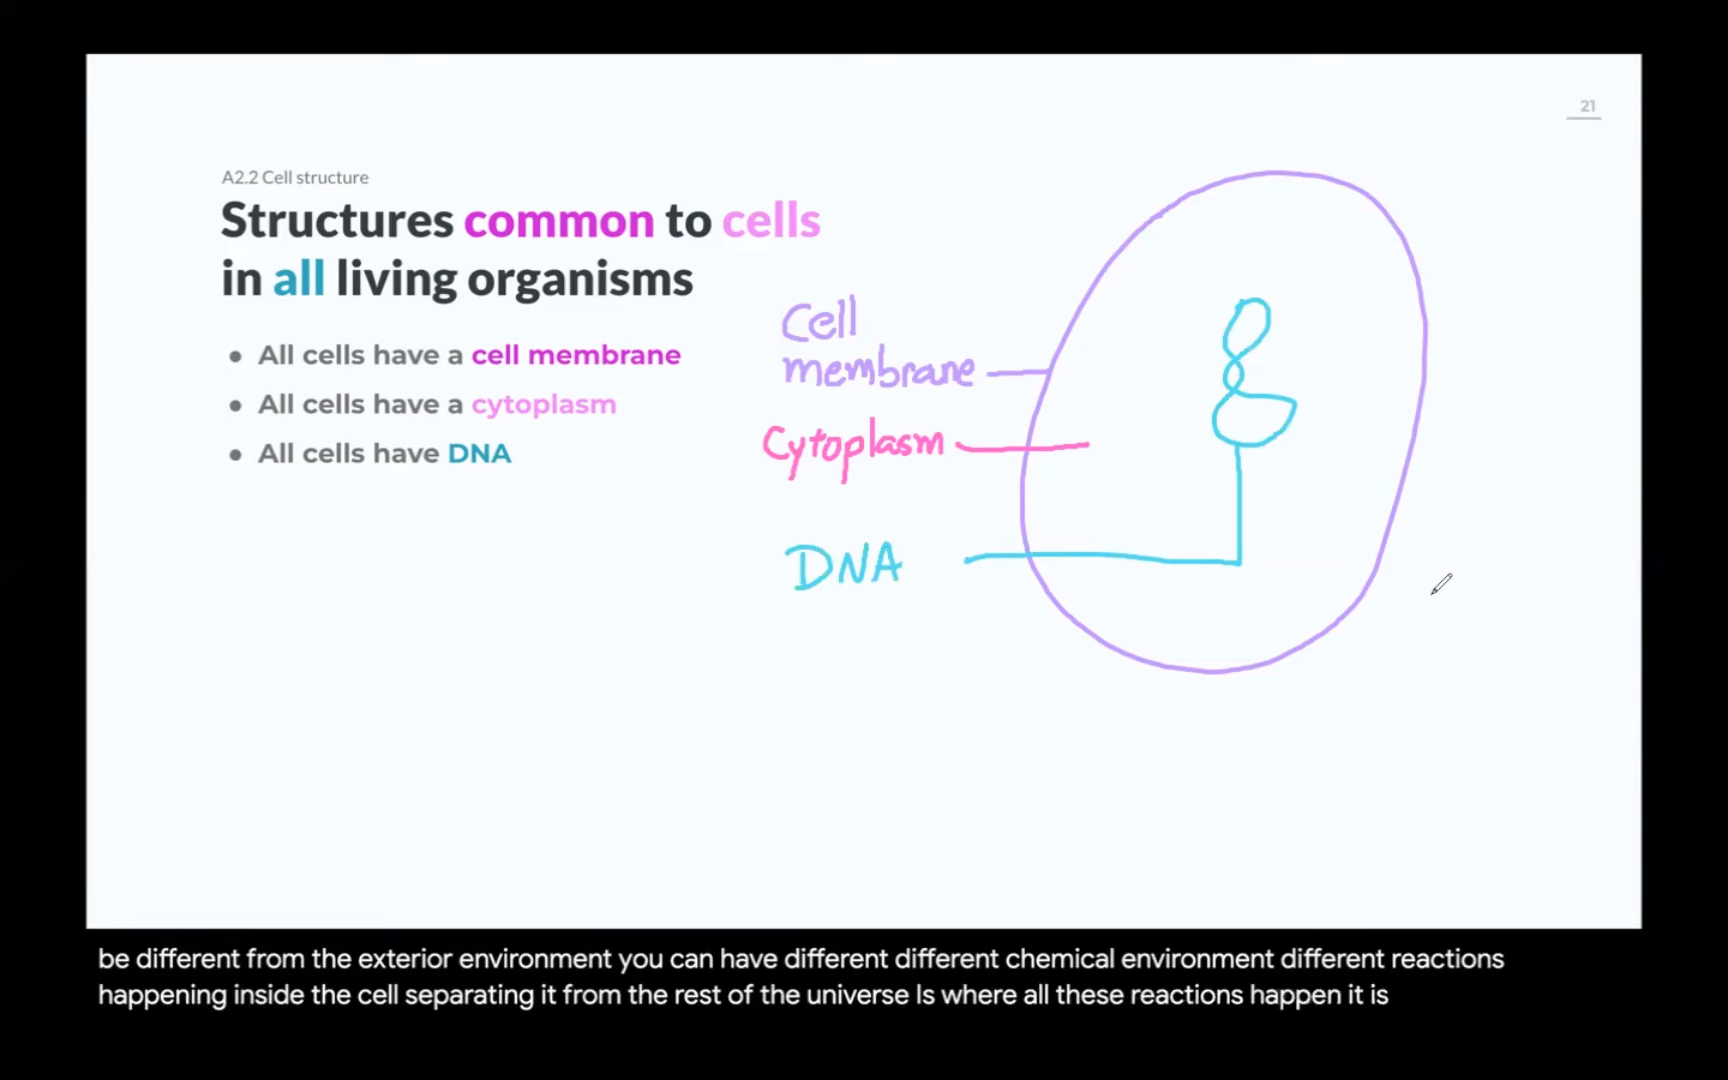 21
A2.2 Cell structure
Structures common to cells
in all living organisms
● All cells have a cell membrane
● All cells have a cytoplasm
● All cells have DNA
Cell
membrane
Cytoplasm
DNA
be different from the exterior environment you can have different different chemical environment different reactions
happening inside the cell separating it from the rest of the universe Is where all these reactions happen it is